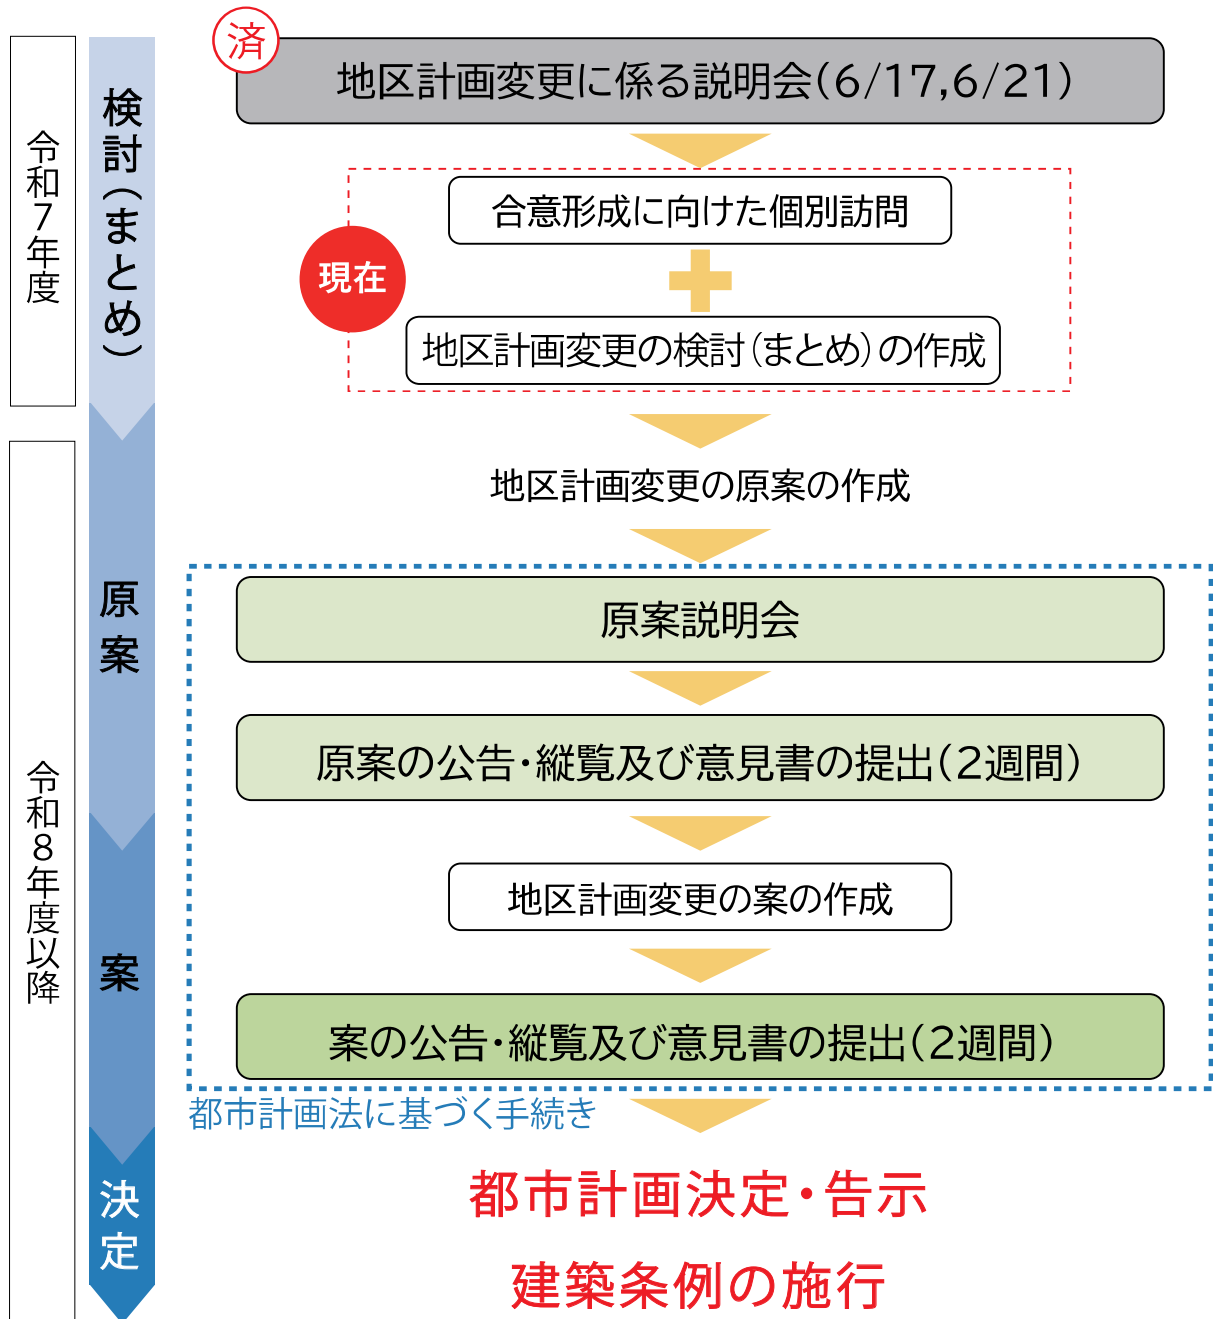 済
地区計画変更に係る説明会(6/17,6/21)
令和7年度
検討(まとめ)
合意形成に向けた個別訪問
現在
地区計画変更の検討(まとめ)の作成
地区計画変更の原案の作成
令和8年度以降
原案
原案説明会
原案の公告・縦覧及び意見書の提出(2週間)
案
地区計画変更の案の作成
案の公告・縦覧及び意見書の提出(2週間)
都市計画法に基づく手続き
決定
都市計画決定・告示
建築条例の施行